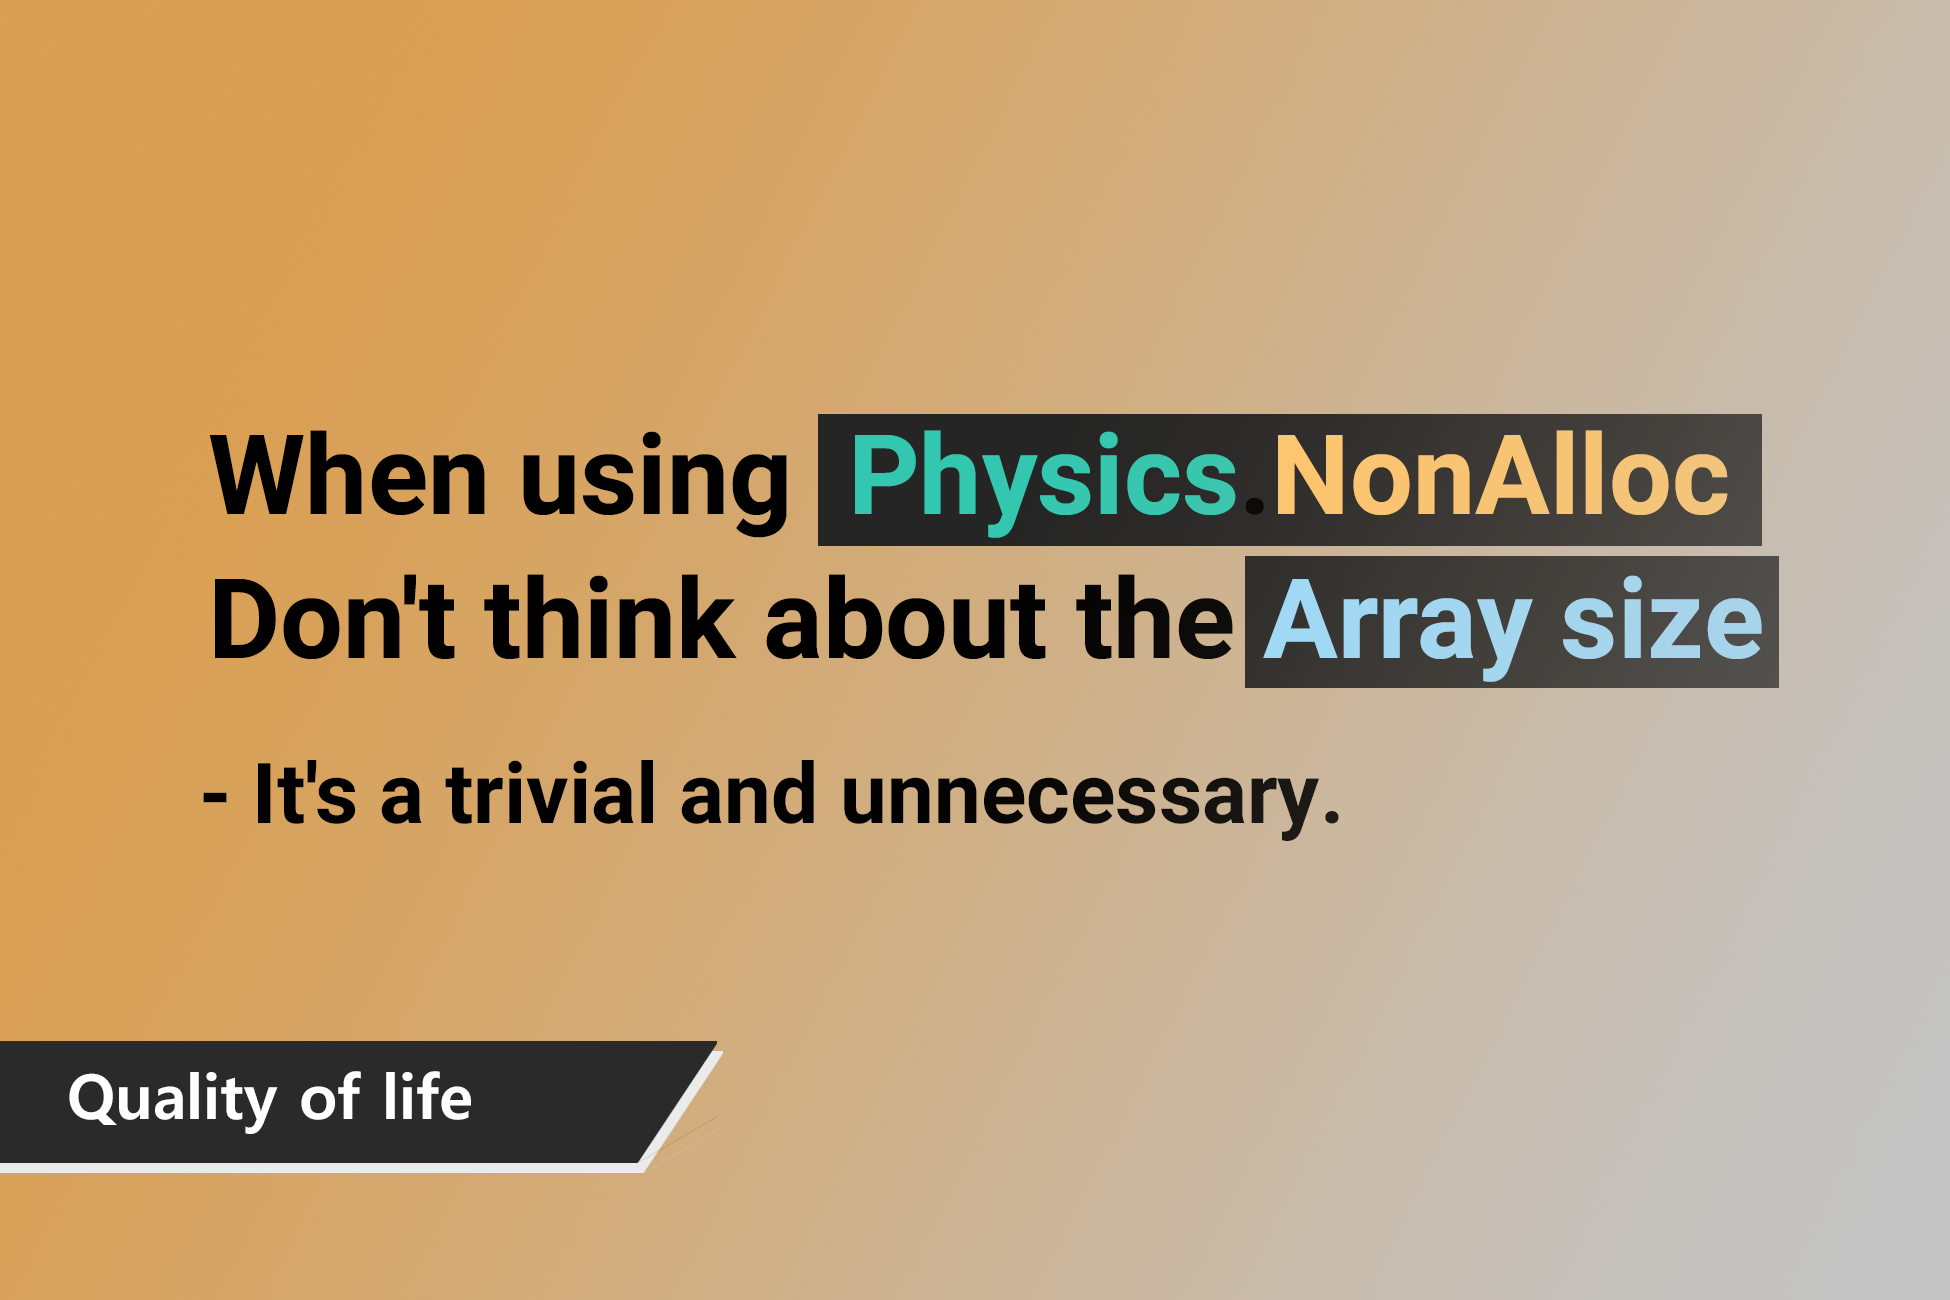 When using Physics.NonAlloc
Don't think about the Array size
- It's a trivial and unnecessary.
Quality of life